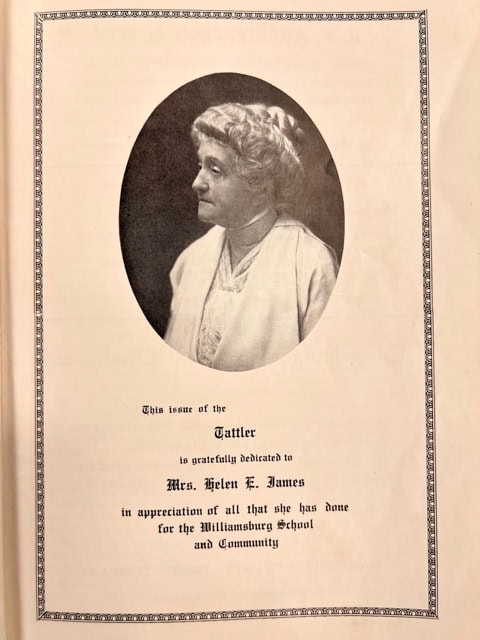 This issue of the
Tattler
is gratefully dedicated to
Mrs. Helen E. James
in appreciation of all that she has done
for the Williamsburg School
and Community